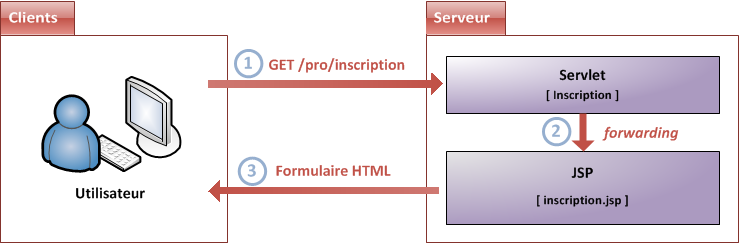 Clients
Serveur
1 GET /pro/inscription
Servlet
[ Inscription ]
2 forwarding
3 Formulaire HTML
JSP
[ inscription.jsp ]
Utilisateur